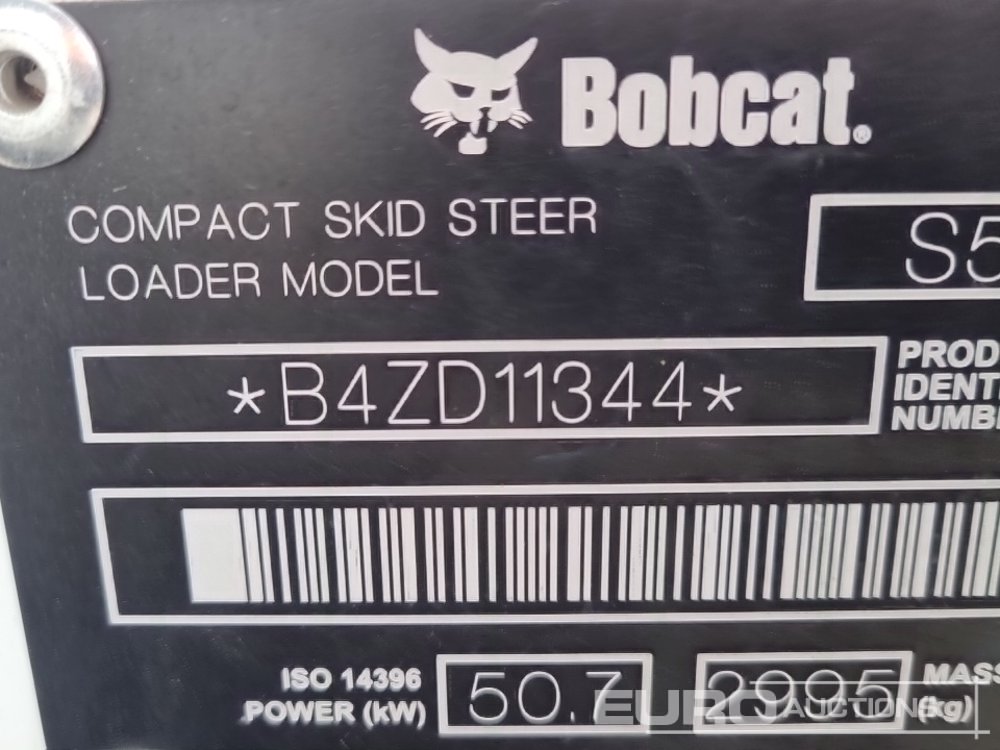 Bobcat.
COMPACT SKID STEER
LOADER MODEL
S5
*B4ZD11344*
PROD
IDENT
NUMB
ISO 14396
POWER (kW)
50.7
2995
MASS
(kg)
EURO AUCTIONS